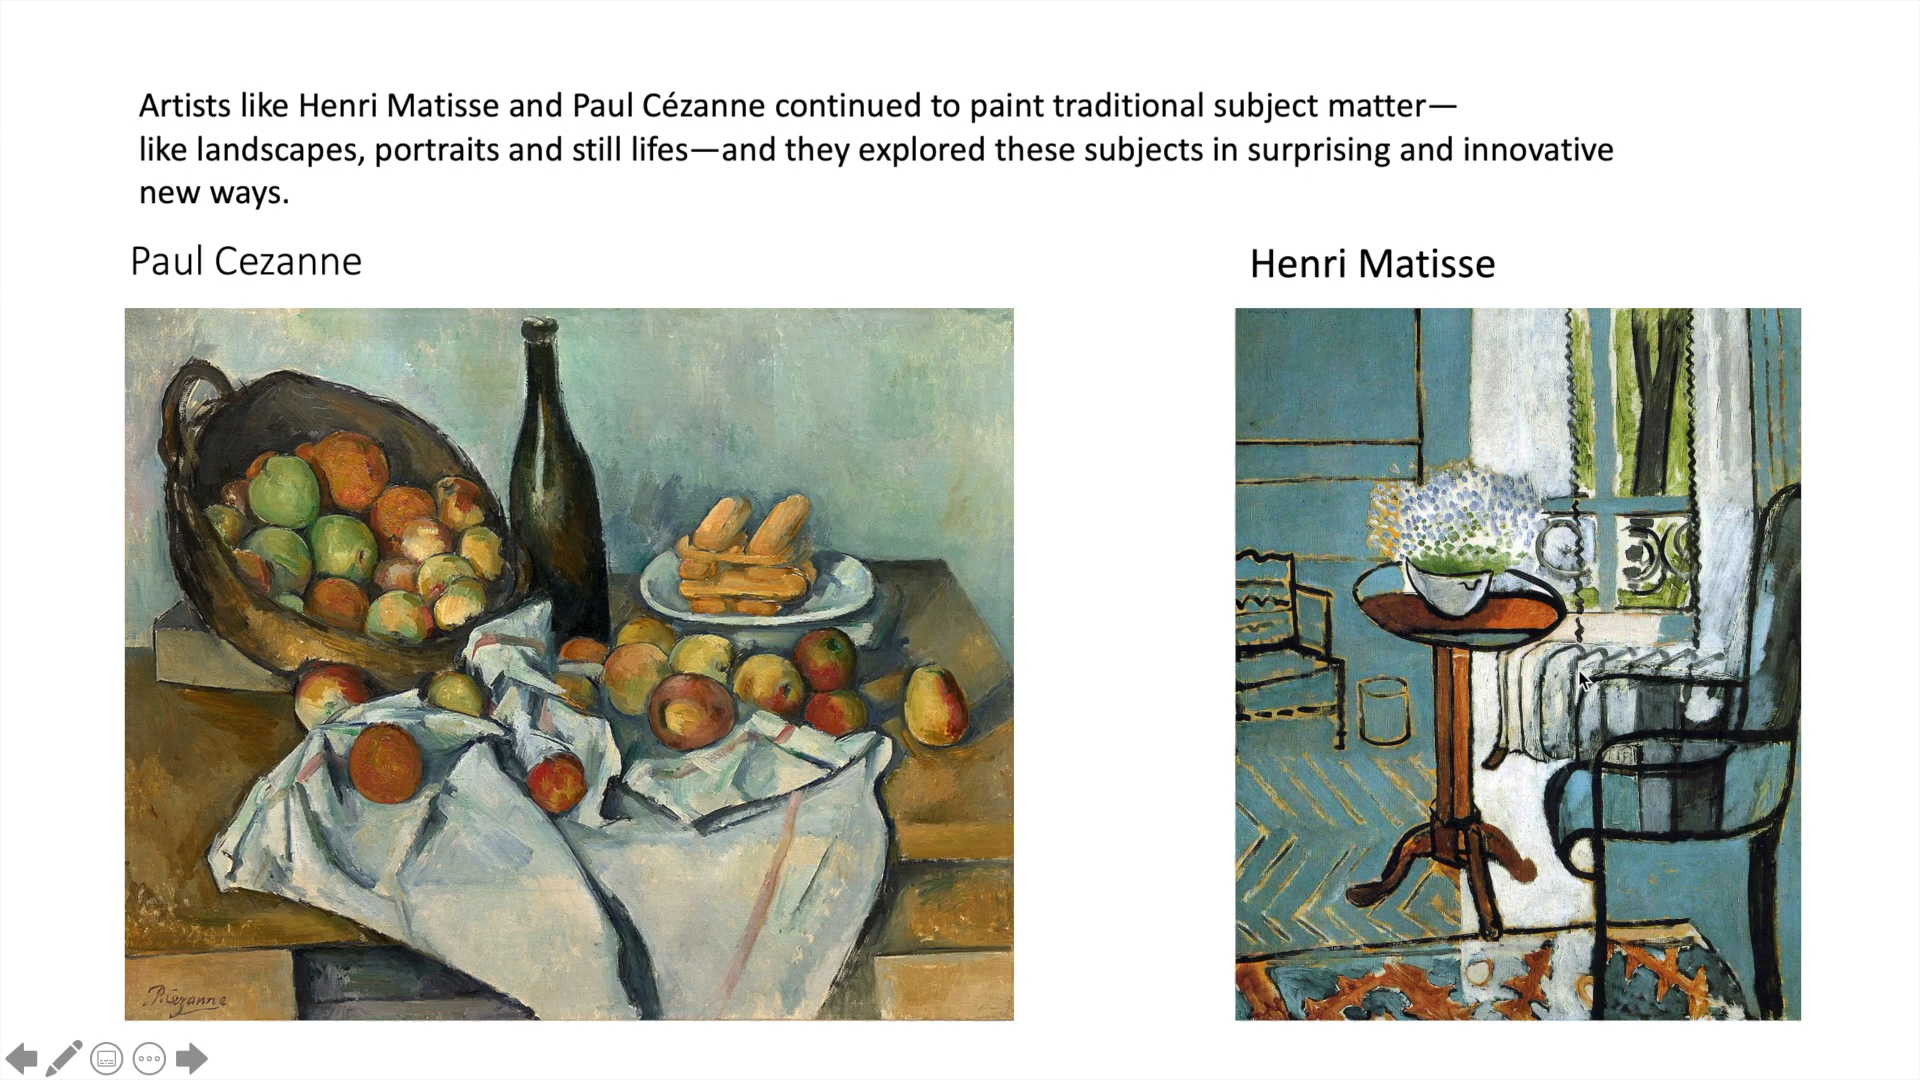 Artists like Henri Matisse and Paul Cézanne continued to paint traditional subject matter—
like landscapes, portraits and still lifes—and they explored these subjects in surprising and innovative
new ways.
Paul Cezanne
Henri Matisse
P. Cezanne